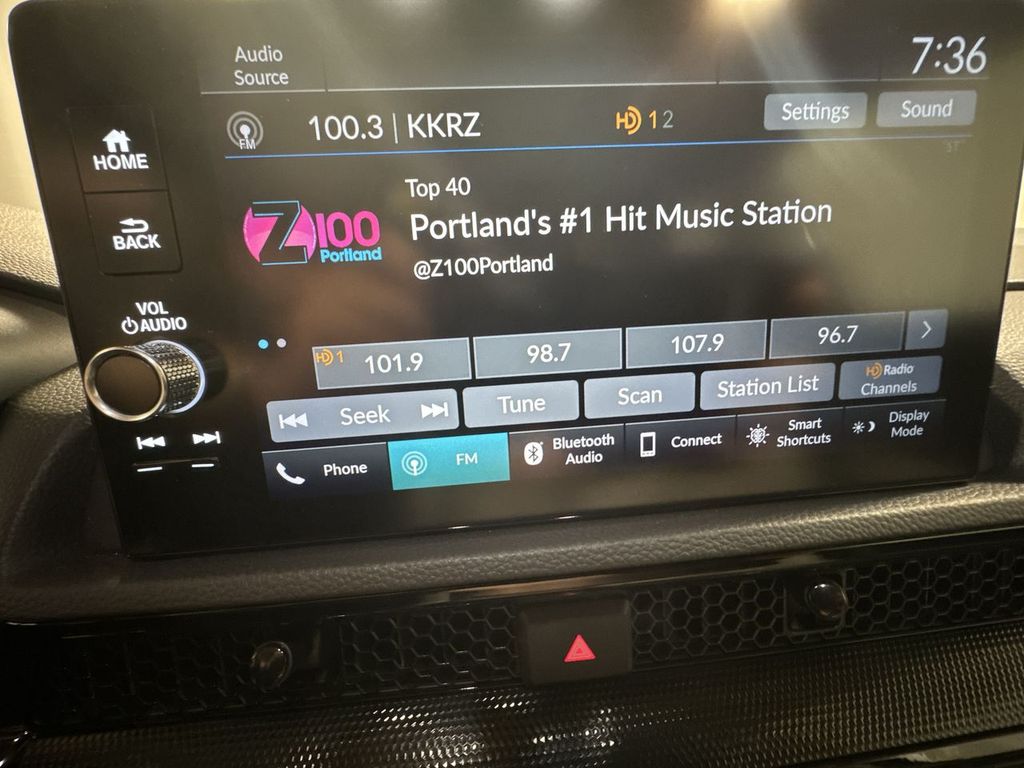 Audio
Source
7:36
FM
100.3 | KKRZ
HD 1 2
Settings
Sound
HOME
BACK
VOL
AUDIO
Top 40
Portland's #1 Hit Music Station
@Z100Portland
Z100
Portland
HD 1 101.9
98.7
107.9
96.7
Seek
Tune
Scan
Station List
HD Radio
Channels
Phone
FM
Bluetooth
Audio
Connect
Smart
Shortcuts
Display
Mode